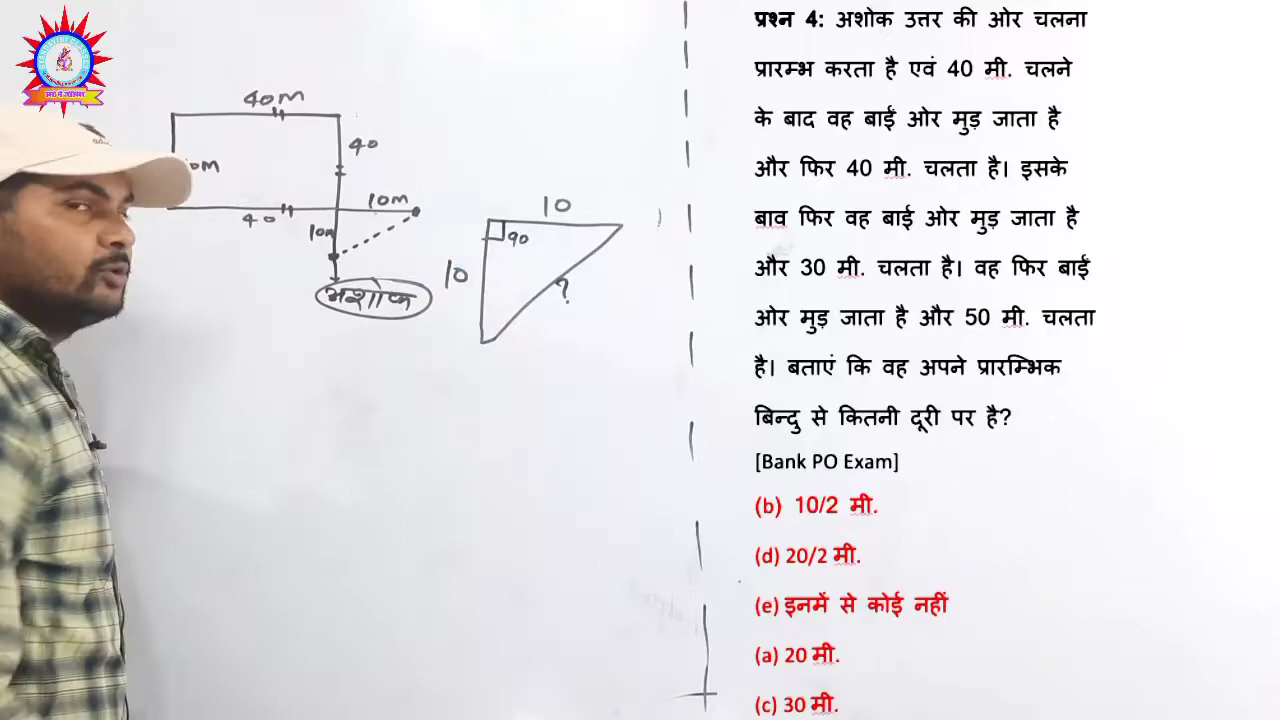 40m
40
0m
40
10m
10m
अशोक
10
90
10
?
प्रश्न 4: अशोक उत्तर की ओर चलना
प्रारम्भ करता है एवं 40 मी. चलने
के बाद वह बाईं ओर मुड़ जाता है
और फिर 40 मी. चलता है। इसके
बाव फिर वह बाई ओर मुड़ जाता है
और 30 मी. चलता है। वह फिर बाईं
ओर मुड़ जाता है और 50 मी. चलता
है। बताएं कि वह अपने प्रारम्भिक
बिन्दु से कितनी दूरी पर है?
[Bank PO Exam]
(b) 10/2 मी.
(d) 20/2 मी.
(e) इनमें से कोई नहीं
(a) 20 मी.
(c) 30 मी.